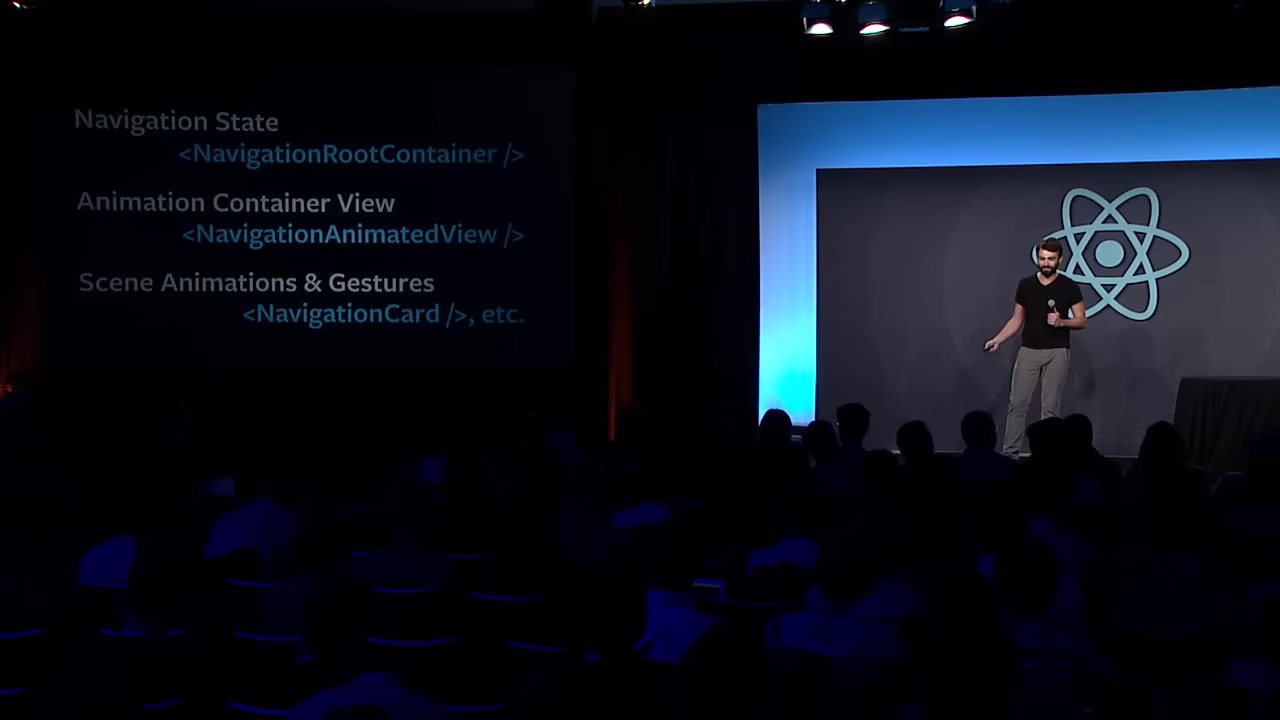 Navigation State
<NavigationRootContainer />
Animation Container View
<NavigationAnimatedView />
Scene Animations & Gestures
<NavigationCard />, etc.